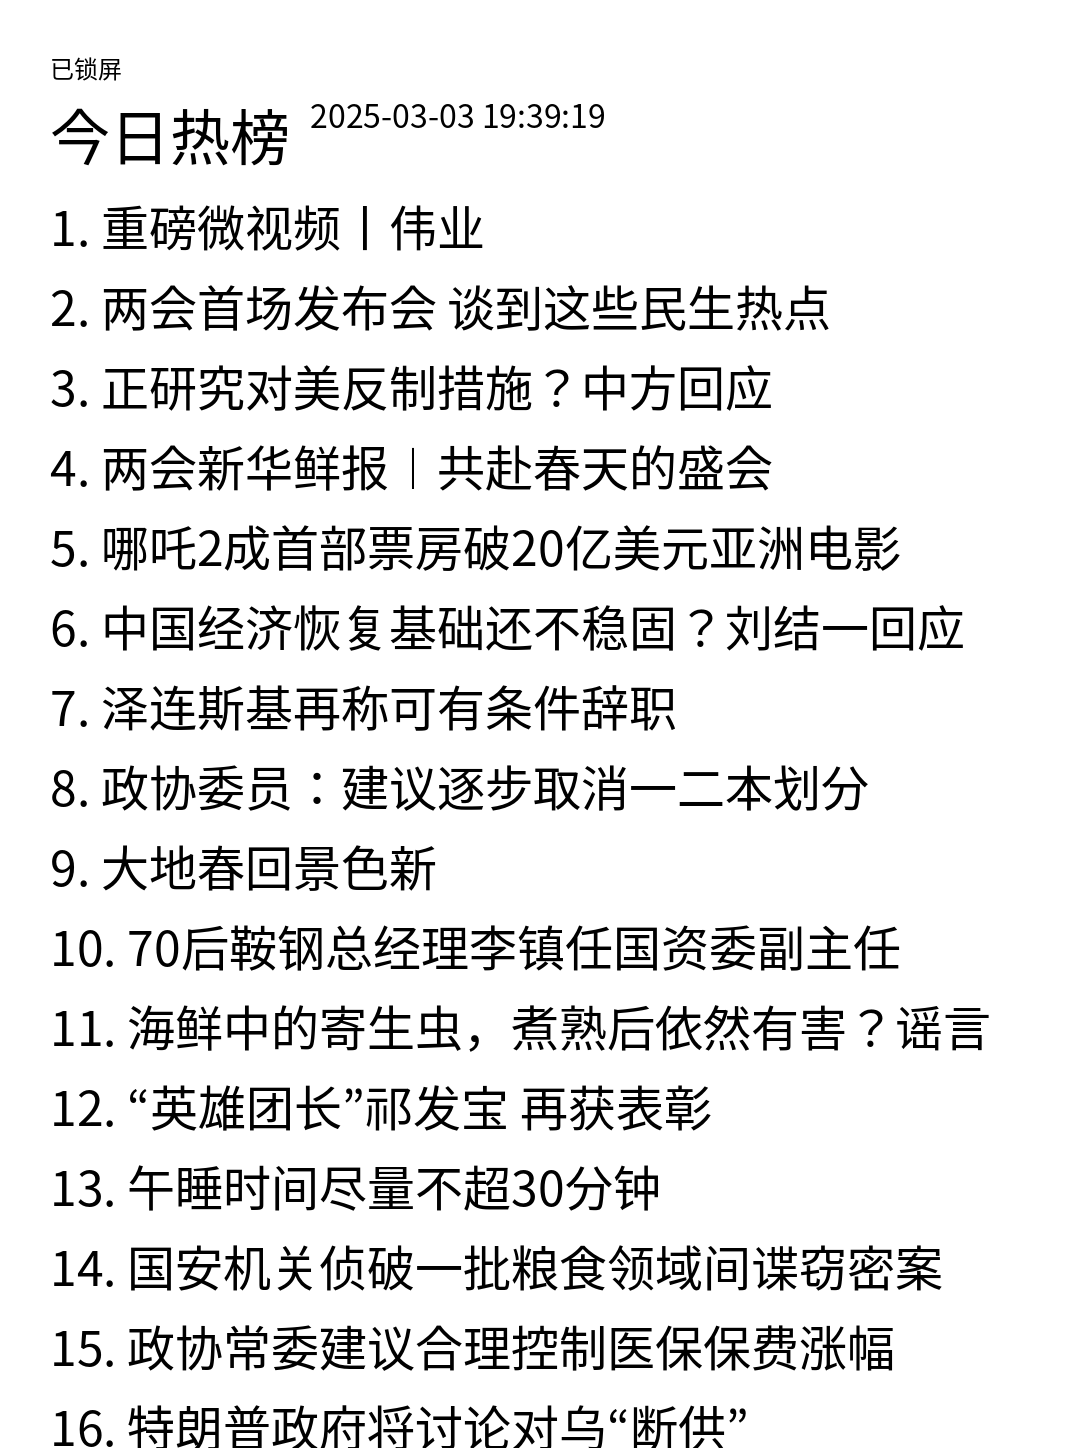 已锁屏
今日热榜 2025-03-03 19:39:19
1. 重磅微视频丨伟业
2. 两会首场发布会 谈到这些民生热点
3. 正研究对美反制措施？中方回应
4. 两会新华鲜报︱共赴春天的盛会
5. 哪吒2成首部票房破20亿美元亚洲电影
6. 中国经济恢复基础还不稳固？刘结一回应
7. 泽连斯基再称可有条件辞职
8. 政协委员：建议逐步取消一二本划分
9. 大地春回景色新
10. 70后鞍钢总经理李镇任国资委副主任
11. 海鲜中的寄生虫，煮熟后依然有害？谣言
12. “英雄团长”祁发宝 再获表彰
13. 午睡时间尽量不超30分钟
14. 国安机关侦破一批粮食领域间谍窃密案
15. 政协常委建议合理控制医保保费涨幅
16. 特朗普政府将讨论对乌“断供”